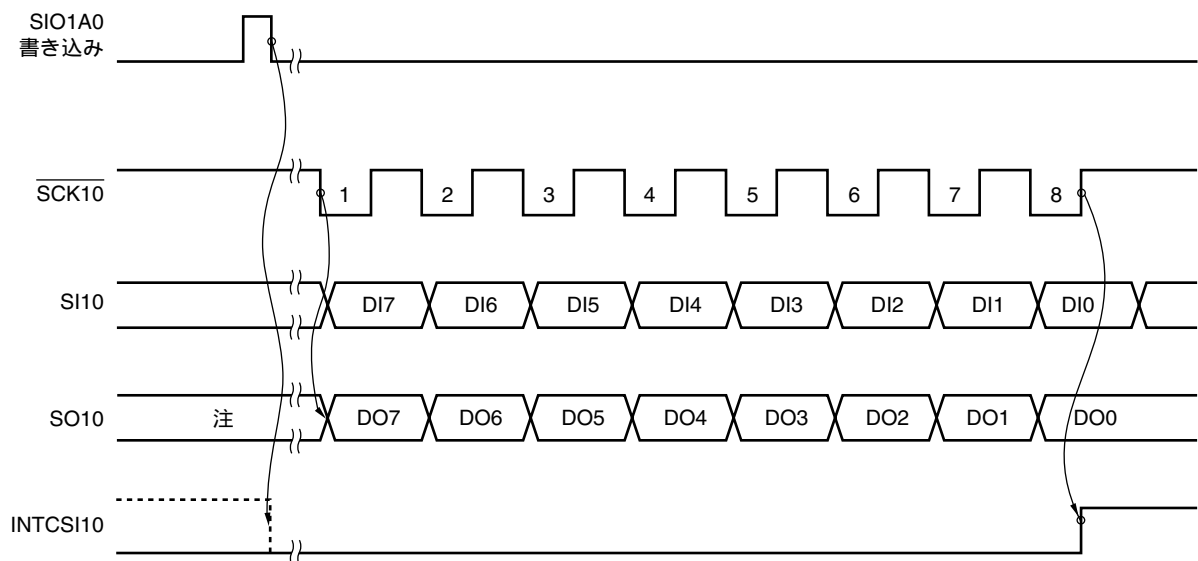 SIO1A0
書き込み
SCK10
1 2 3 4 5 6 7 8
SI10
DI7 DI6 DI5 DI4 DI3 DI2 DI1 DI0
SO10
注 DO7 DO6 DO5 DO4 DO3 DO2 DO1 DO0
INTCSI10